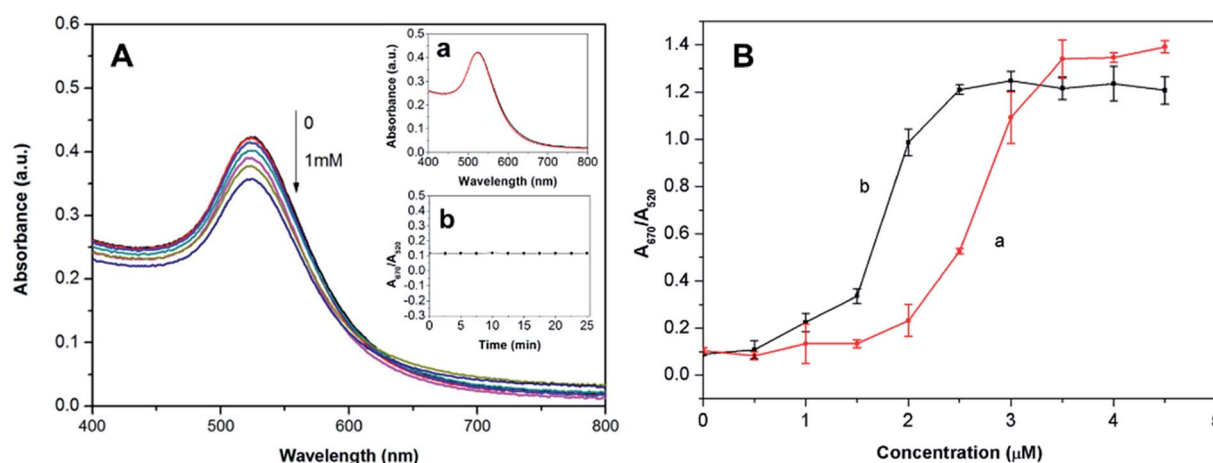 A
0.6
0.5
0.4
0.3
0.2
0.1
0.0
Absorbance (a.u.)
400 500 600 700 800
Wavelength (nm)
0
1mM
a
0.5
0.4
0.3
0.2
0.1
0.0
Absorbance (a.u.)
400 500 600 700 800
Wavelength (nm)
b
0.5
0.4
0.3
0.2
0.1
0.0
-0.1
-0.2
-0.3
A670/A520
0 5 10 15 20 25
Time (min)
B
1.4
1.2
1.0
0.8
0.6
0.4
0.2
0.0
A670/A520
b
a
0 1 2 3 4 5
Concentration (μM)